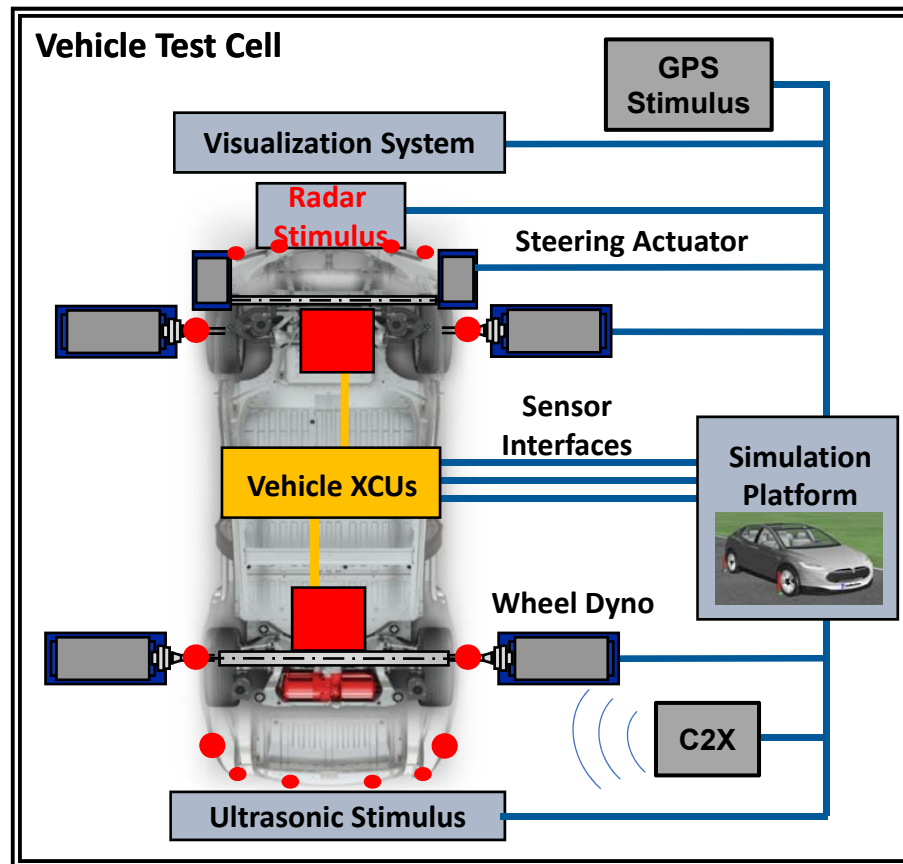 Vehicle Test Cell
GPS
Stimulus
Visualization System
Radar
Stimulus
Steering Actuator
Sensor
Interfaces
Vehicle XCUs
Simulation
Platform
Wheel Dyno
C2X
Ultrasonic Stimulus